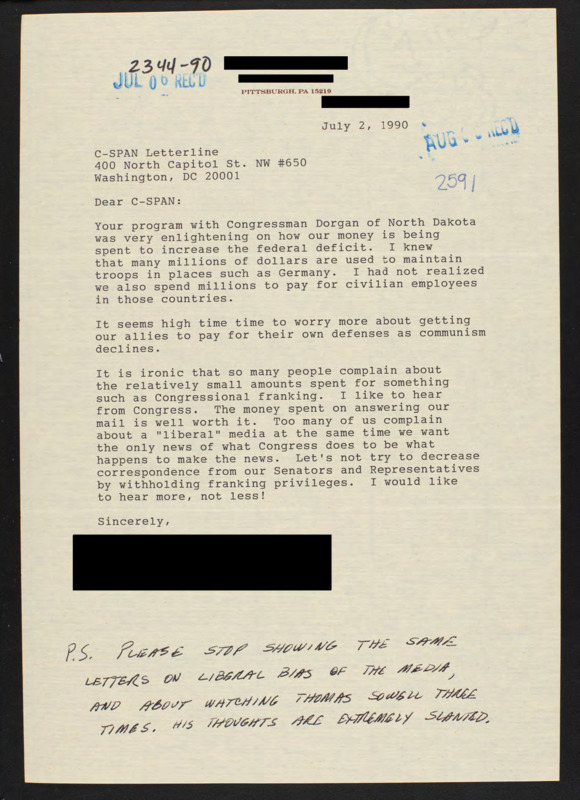 2344-90
JUL 06 REC'D
PITTSBURGH, PA 15219
July 2, 1990
AUG REC'D
2591
C-SPAN Letterline
400 North Capitol St. NW #650
Washington, DC 20001
Dear C-SPAN:
Your program with Congressman Dorgan of North Dakota
was very enlightening on how our money is being
spent to increase the federal deficit. I knew
that many millions of dollars are used to maintain
troops in places such as Germany. I had not realized
we also spend millions to pay for civilian employees
in those countries.
It seems high time time to worry more about getting
our allies to pay for their own defenses as communism
declines.
It is ironic that so many people complain about
the relatively small amounts spent for something
such as Congressional franking. I like to hear
from Congress. The money spent on answering our
mail is well worth it. Too many of us complain
about a "liberal" media at the same time we want
the only news of what Congress does to be what
happens to make the news. Let's not try to decrease
correspondence from our Senators and Representatives
by withholding franking privileges. I would like
to hear more, not less!
Sincerely,
P.S. PLEASE STOP SHOWING THE SAME
LETTERS ON LIBERAL BIAS OF THE MEDIA,
AND ABOUT WATCHING THOMAS SOWELL THREE
TIMES. HIS THOUGHTS ARE EXTREMELY SLANTED.